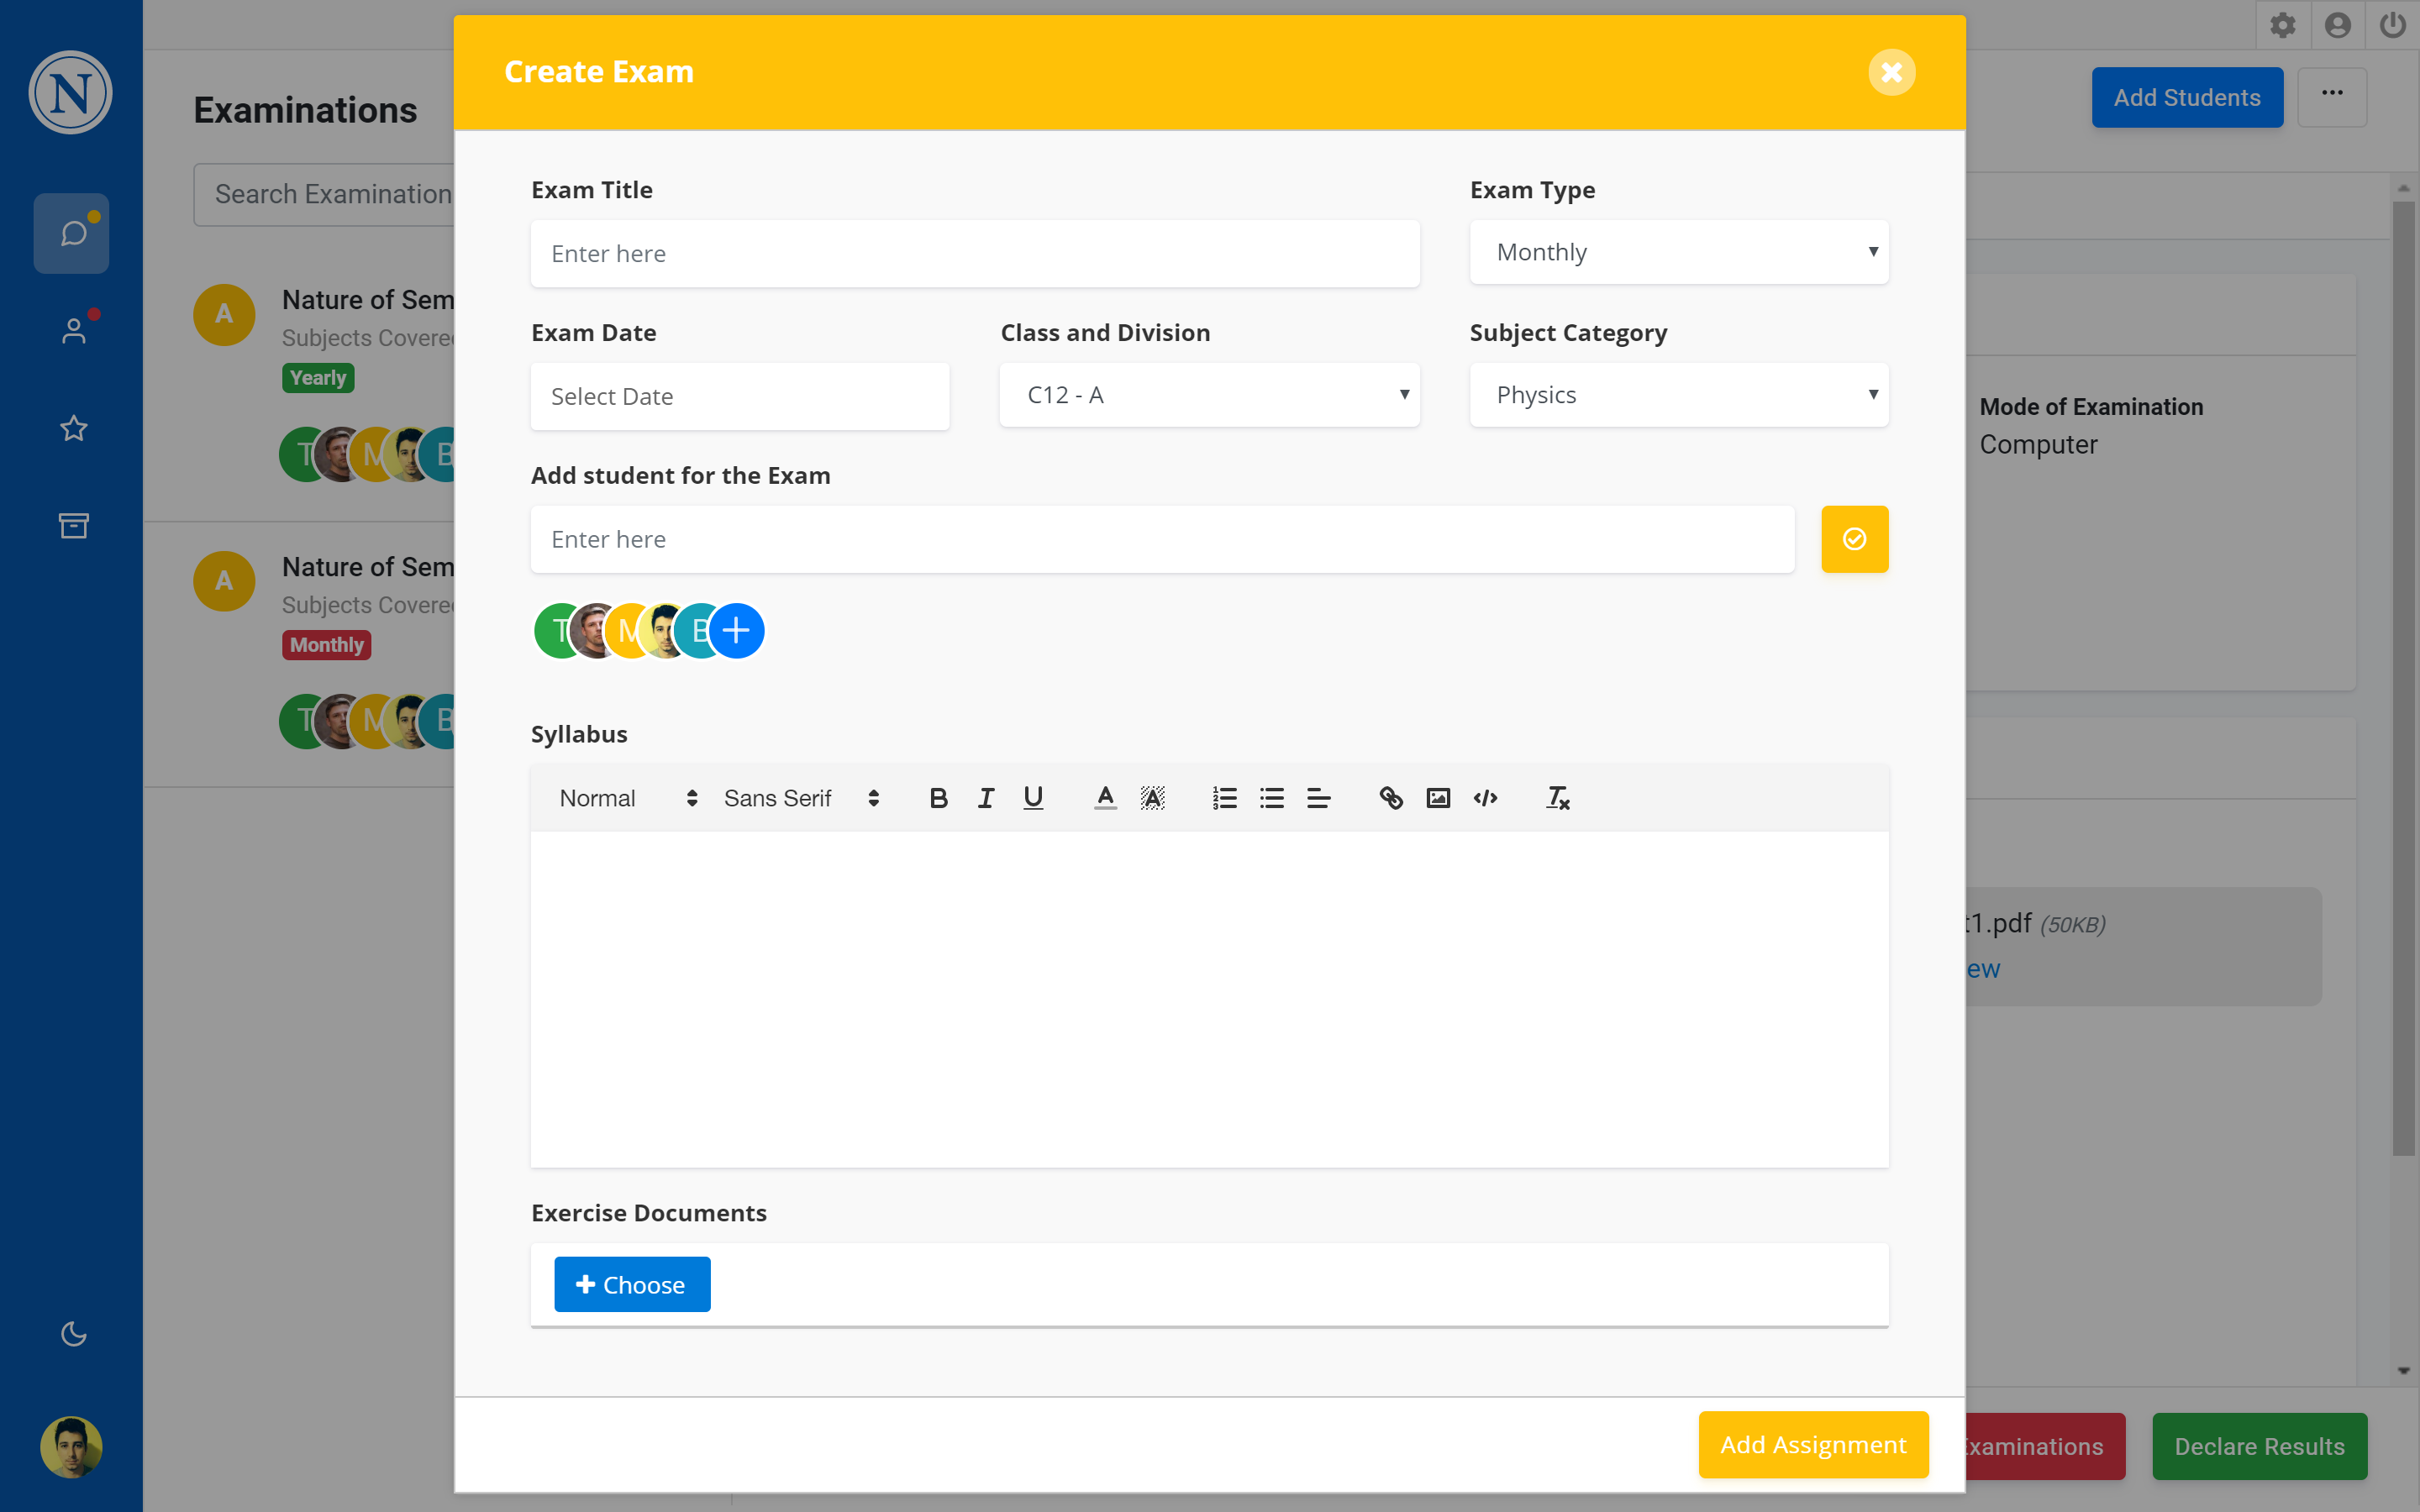 N
Examinations
Search Examination
A
Nature of Sem
Subjects Covere
Yearly
T M B
A
Nature of Sem
Subjects Covere
Monthly
T M B
Create Exam
Exam Title
Enter here
Exam Type
Monthly
Exam Date
Select Date
Class and Division
C12 - A
Subject Category
Physics
Add student for the Exam
Enter here
T M B
Syllabus
Normal Sans Serif B I U A A
Exercise Documents
Choose
Add Assignment
Add Students
Mode of Examination
Computer
t1.pdf (50KB)
ew
xaminations
Declare Results